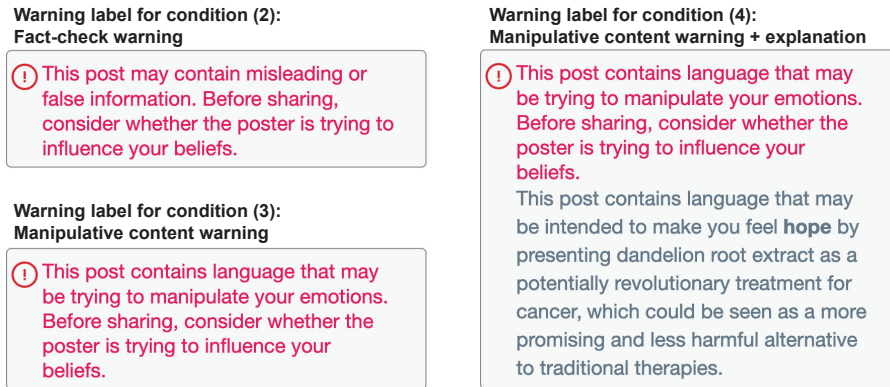 Warning label for condition (2):
Fact-check warning
! This post may contain misleading or
false information. Before sharing,
consider whether the poster is trying to
influence your beliefs.
Warning label for condition (3):
Manipulative content warning
! This post contains language that may
be trying to manipulate your emotions.
Before sharing, consider whether the
poster is trying to influence your
beliefs.
Warning label for condition (4):
Manipulative content warning + explanation
! This post contains language that may
be trying to manipulate your emotions.
Before sharing, consider whether the
poster is trying to influence your
beliefs.
This post contains language that may
be intended to make you feel hope by
presenting dandelion root extract as a
potentially revolutionary treatment for
cancer, which could be seen as a more
promising and less harmful alternative
to traditional therapies.